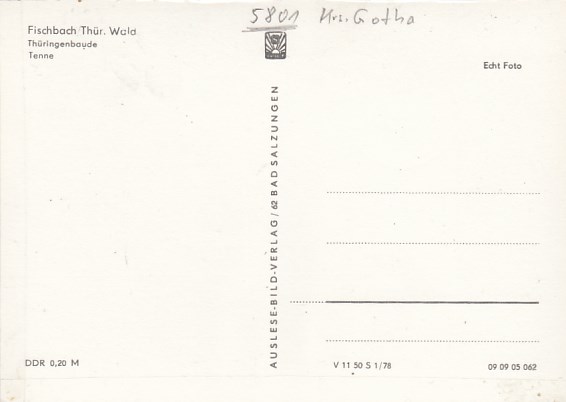 5801 Krs. Gotha
Fischbach/Thür. Wald
Thüringenbaude
Tenne
Echt Foto
AUSLESE-BILD-VERLAG/62 BAD SALZUNGEN
DDR 0,20 M
V 11 50 S 1/78
09 09 05 062